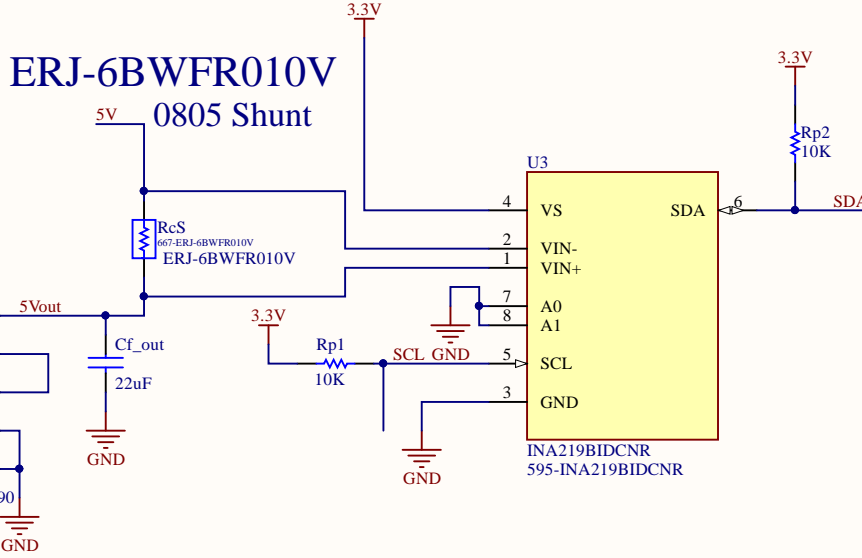 3.3V
ERJ-6BWFR010V
0805 Shunt
5V
3.3V
Rp2
10K
U3
4
VS
SDA
6
SDA
RcS
667-ERJ-6BWFR010V
ERJ-6BWFR010V
2
VIN-
1
VIN+
5Vout
7
A0
8
A1
3.3V
Rp1
10K
SCL
GND
5
SCL
Cf_out
22uF
3
GND
GND
GND
INA219BIDCNR
595-INA219BIDCNR
90
GND